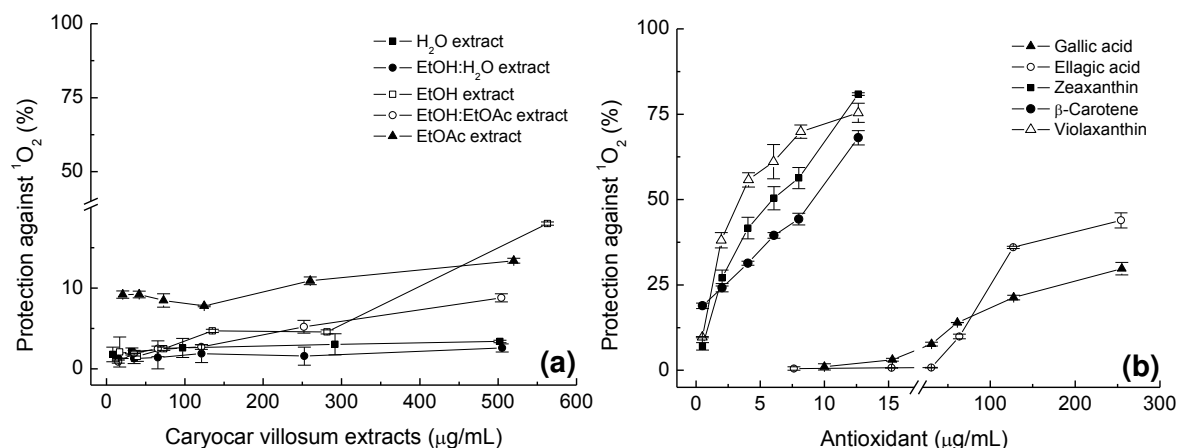 100
75
50
10
0
Protection against ¹O₂ (%)
H₂O extract
EtOH:H₂O extract
EtOH extract
EtOH:EtOAc extract
EtOAc extract
(a)
0 100 200 300 400 500 600
Caryocar villosum extracts (μg/mL)
100
75
50
25
0
Protection against ¹O₂ (%)
Gallic acid
Ellagic acid
Zeaxanthin
β-Carotene
Violaxanthin
(b)
0 5 10 15 100 200 300
Antioxidant (μg/mL)